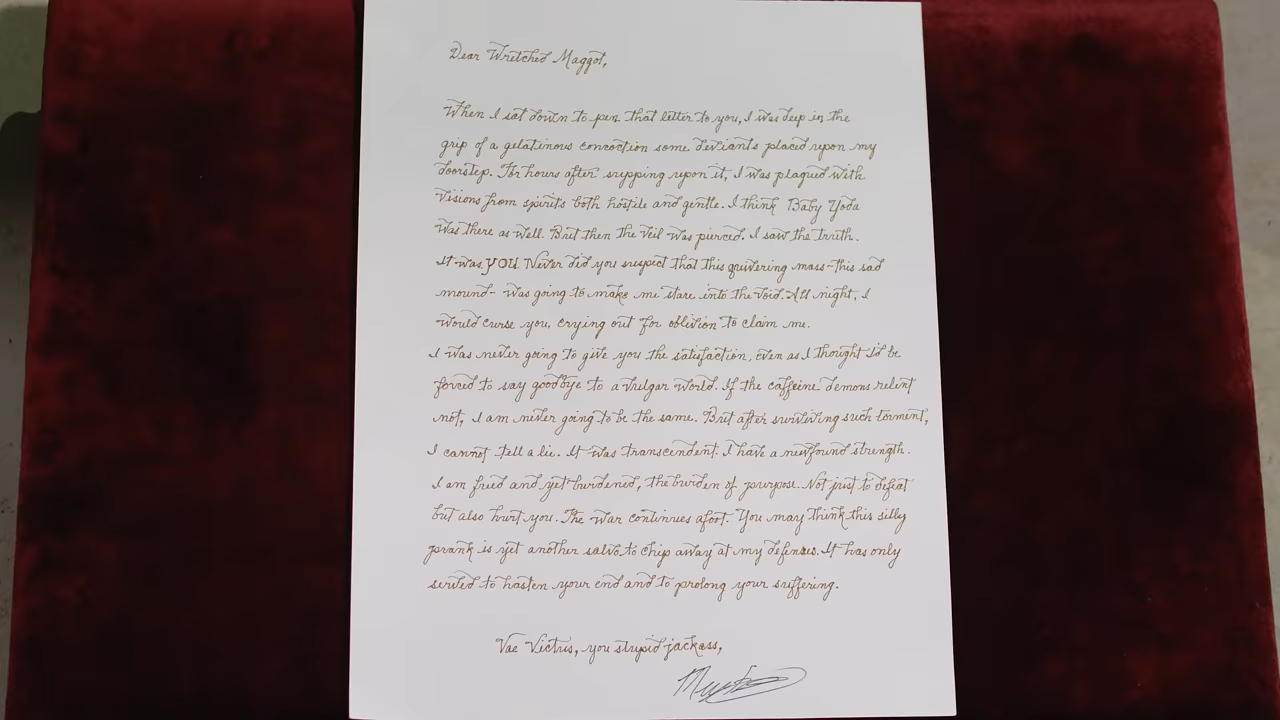 Dear Wretched Maggot,
When I sat down to pen that letter to you, I was deep in the
grip of a gelatinous concoction some deviants placed upon my
doorstep. For hours after supping upon it, I was plagued with
visions from spirits both hostile and gentle. I think Baby Yoda
was there as well. But then the veil was pierced. I saw the truth.
It was YOU. Never did you suspect that this quivering mass-this sad
mound- was going to make me stare into the void. All night, I
would curse you, crying out for oblivion to claim me.
I was never going to give you the satisfaction, even as I thought I'd be
forced to say goodbye to a vulgar world. If the caffeine demons relent
not, I am never going to be the same. But after surviving such torment,
I cannot tell a lie. It was transcendent. I have a newfound strength.
I am freed and yet burdened, the burden of purpose. Not just to defeat
but also hurt you. The war continues afoot. You may think this silly
prank is yet another salvo to chip away at my defenses. It has only
served to hasten your end and to prolong your suffering.
Vae Victus, you stupid jackass,